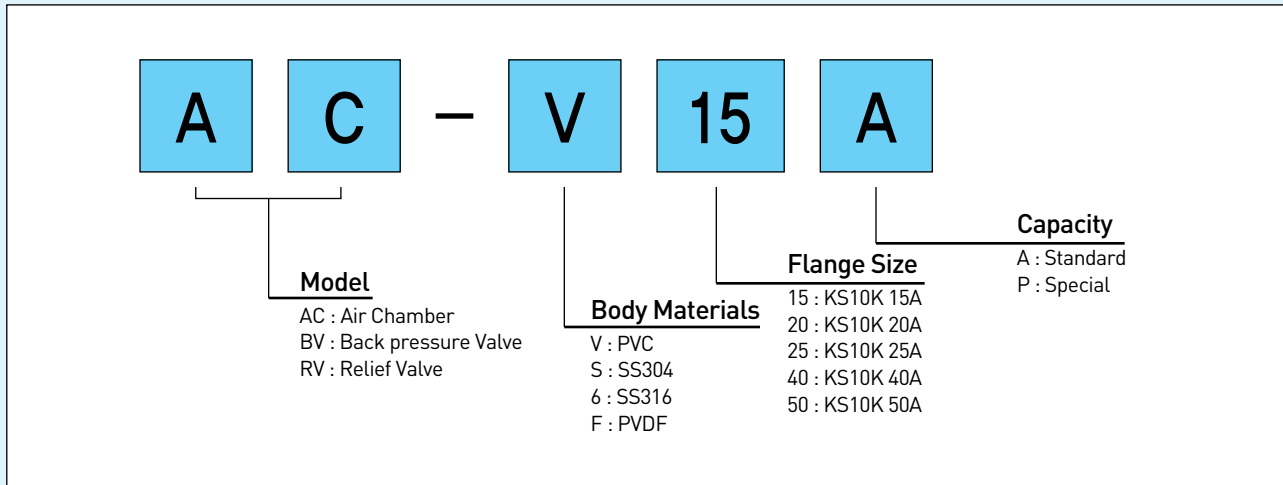 A C – V 15 A
Model
AC : Air Chamber
BV : Back pressure Valve
RV : Relief Valve
Body Materials
V : PVC
S : SS304
6 : SS316
F : PVDF
Flange Size
15 : KS10K 15A
20 : KS10K 20A
25 : KS10K 25A
40 : KS10K 40A
50 : KS10K 50A
Capacity
A : Standard
P : Special